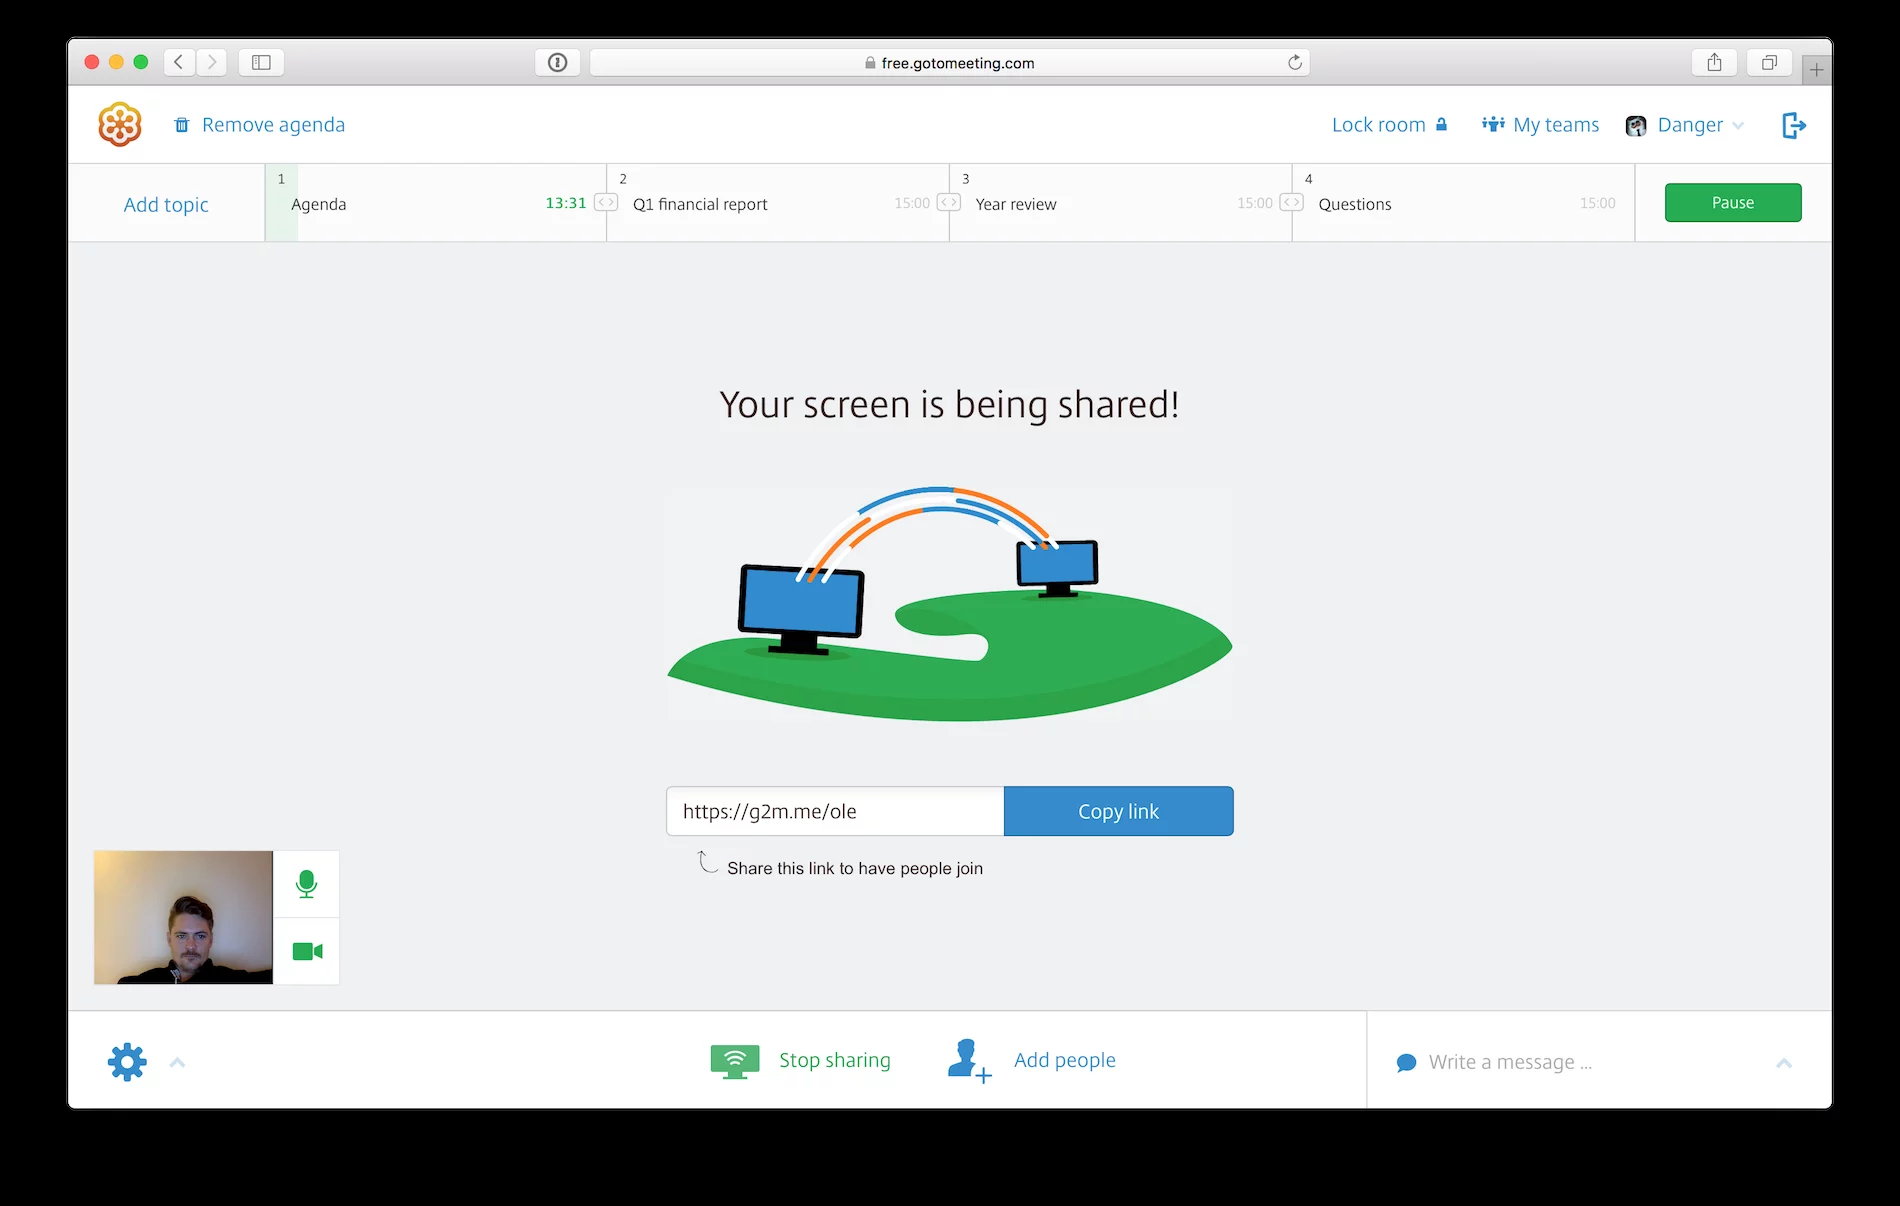 free.gotomeeting.com
Remove agenda
Lock room
My teams
Danger
Add topic
1
Agenda
13:31
2
Q1 financial report
15:00
3
Year review
15:00
4
Questions
15:00
Pause
Your screen is being shared!
https://g2m.me/ole
Copy link
Share this link to have people join
Stop sharing
Add people
Write a message ...